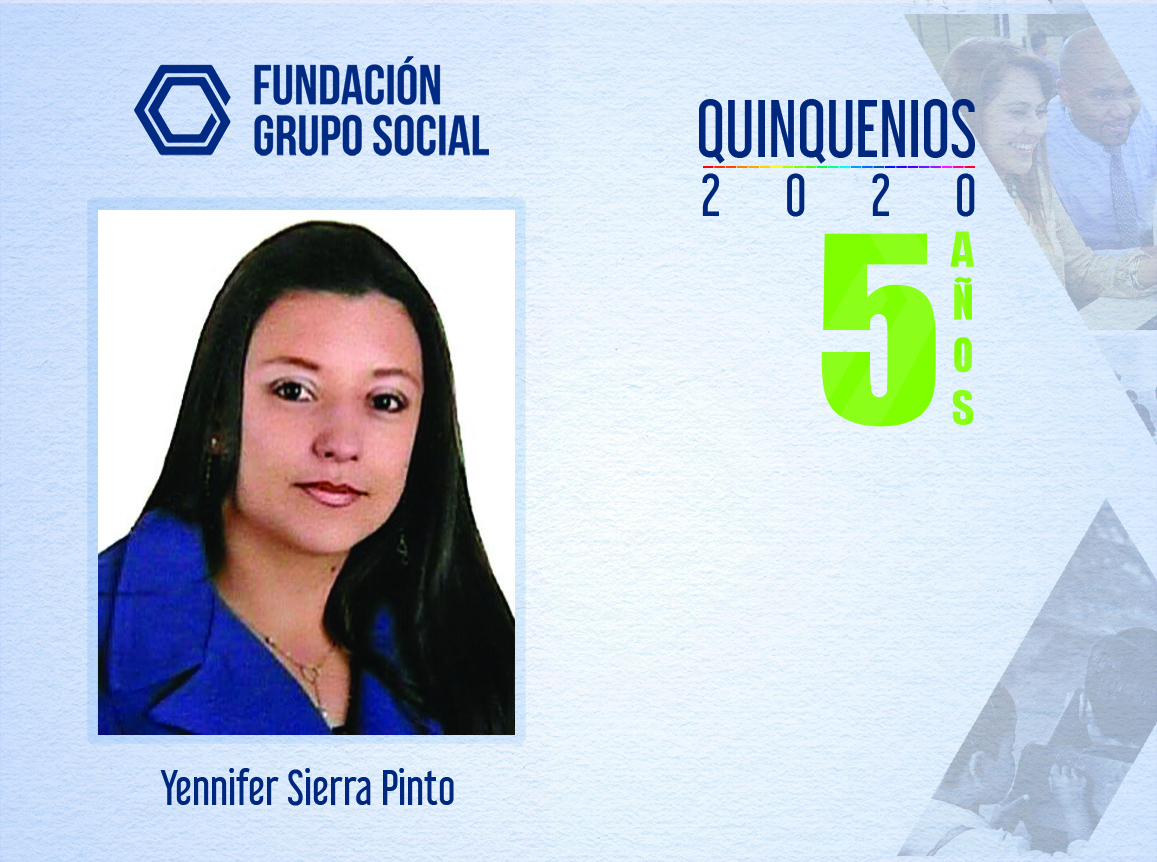 FUNDACIÓN
GRUPO SOCIAL
QUINQUENIOS
2020
5
AÑOS
Yennifer Sierra Pinto